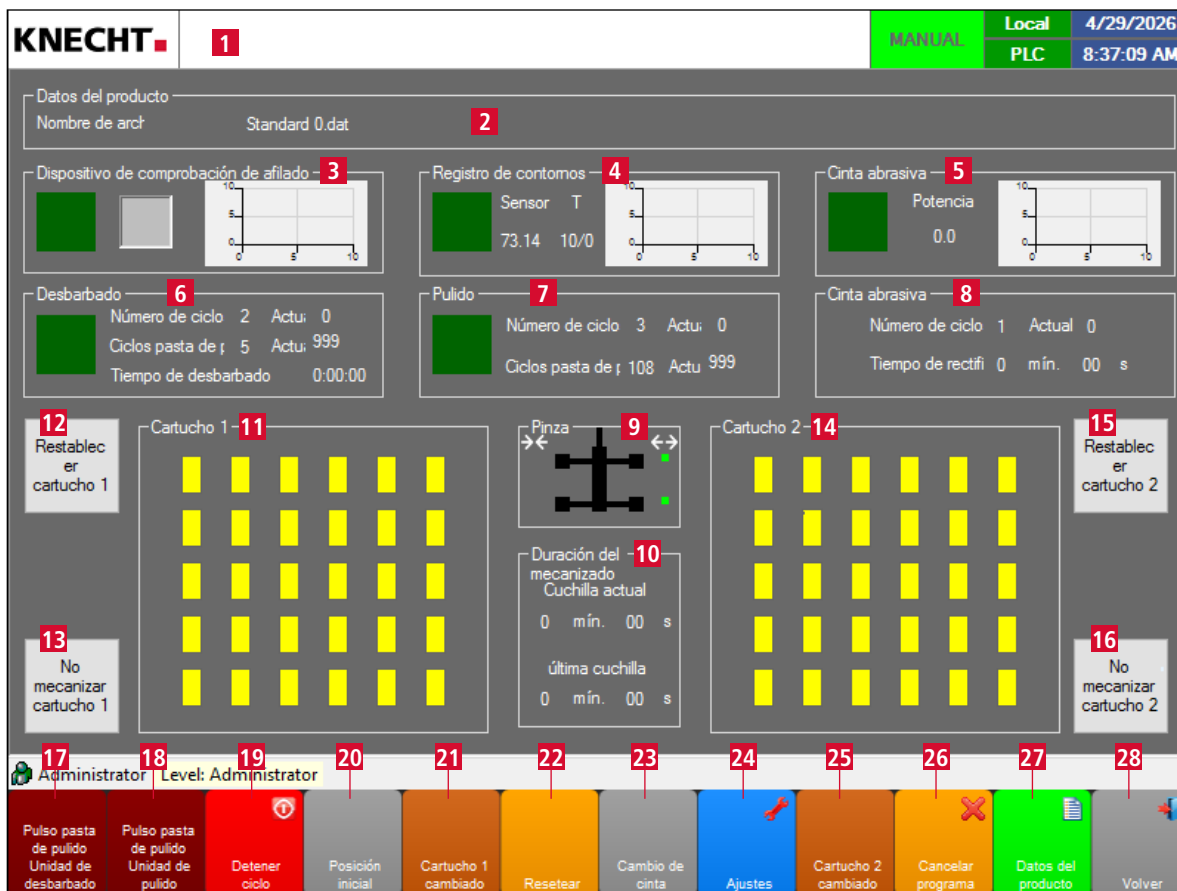 KNECHT
1
MANUAL
Local
4/29/2026
PLC
8:37:09 AM
Datos del producto
Nombre de arch
Standard 0.dat
2
Dispositivo de comprobación de afilado
3
10
5
0
0 5 10
Registro de contornos
4
Sensor T
73.14 10/0
10
5
0
0 5 10
Cinta abrasiva
5
Potencia
0.0
10
5
0
0 5 10
Desbarbado
6
Número de ciclo 2 Actu 0
Ciclos pasta de p 5 Actu 999
Tiempo de desbarbado 0:00:00
Pulido
7
Número de ciclo 3 Actu 0
Ciclos pasta de p 108 Actu 999
Cinta abrasiva
8
Número de ciclo 1 Actual 0
Tiempo de rectifi 0 mín. 00 s
12
Restablec
er
cartucho 1
Cartucho 1
11
Pinza
9
Cartucho 2
14
15
Restablec
er
cartucho 2
Duración del
mecanizado
10
Cuchilla actual
0 mín. 00 s
última cuchilla
0 mín. 00 s
13
No
mecanizar
cartucho 1
16
No
mecanizar
cartucho 2
17 18 19 20 21 22 23 24 25 26 27 28
Administrator Level: Administrator
Pulso pasta
de pulido
Unidad de
desbarbado
Pulso pasta
de pulido
Unidad de
pulido
Detener
ciclo
Posición
inicial
Cartucho 1
cambiado
Resetear
Cambio de
cinta
Ajustes
Cartucho 2
cambiado
Cancelar
programa
Datos del
producto
Volver